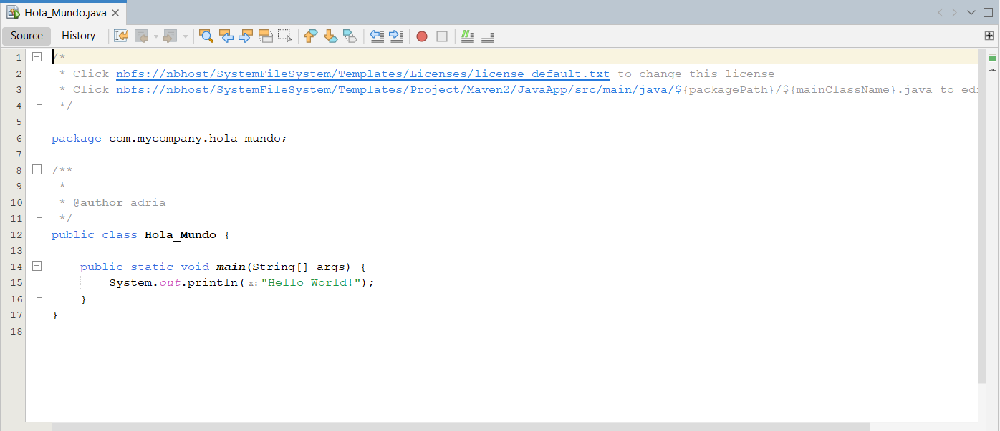 Hola_Mundo.java
Source History
1 /*
2 * Click nbfs://nbhost/SystemFileSystem/Templates/Licenses/license-default.txt to change this license
3 * Click nbfs://nbhost/SystemFileSystem/Templates/Project/Maven2/JavaApp/src/main/java/${packagePath}/${mainClassName}.java to edi
4 */
5
6 package com.mycompany.hola_mundo;
7
8 /**
9 *
10 * @author adria
11 */
12 public class Hola_Mundo {
13
14 public static void main(String[] args) {
15 System.out.println(x:"Hello World!");
16 }
17 }
18